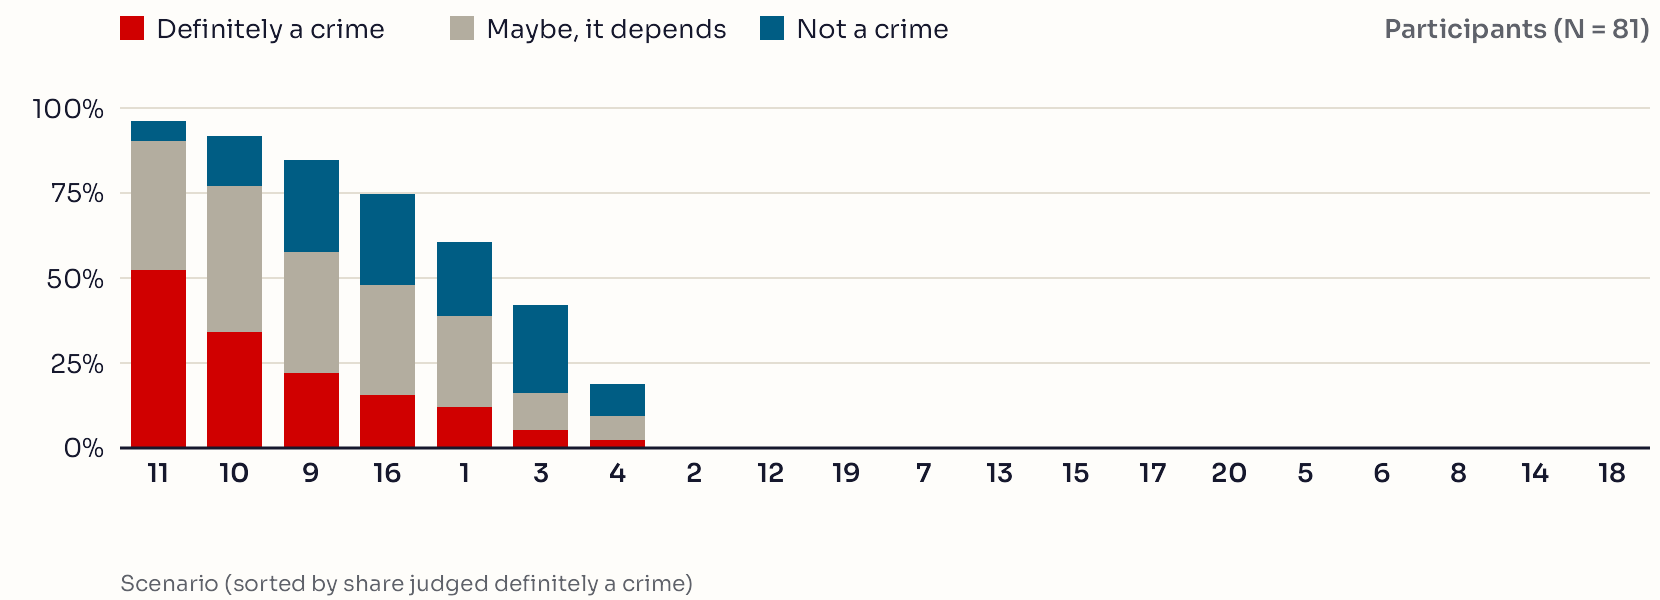 Definitely a crime Maybe, it depends Not a crime Participants (N = 81)
100%
75%
50%
25%
0%
11 10 9 16 1 3 4 2 12 19 7 13 15 17 20 5 6 8 14 18
Scenario (sorted by share judged definitely a crime)